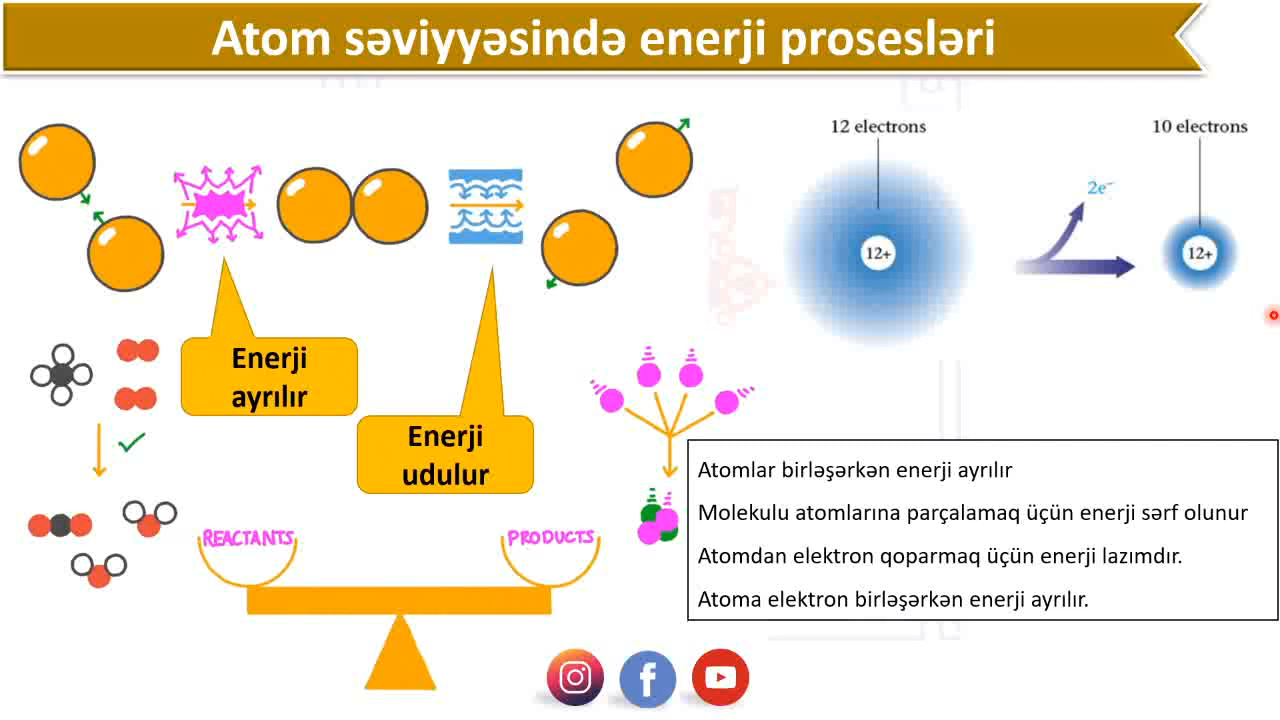 Atom səviyyəsində enerji prosesləri
12 electrons
10 electrons
2e⁻
12+
12+
Enerji
ayrılır
Enerji
udulur
Atomlar birləşərkən enerji ayrılır
Molekulu atomlarına parçalamaq üçün enerji sərf olunur
Atomdan elektron qoparmaq üçün enerji lazımdır.
Atoma elektron birləşərkən enerji ayrılır.
REACTANTS
PRODUCTS